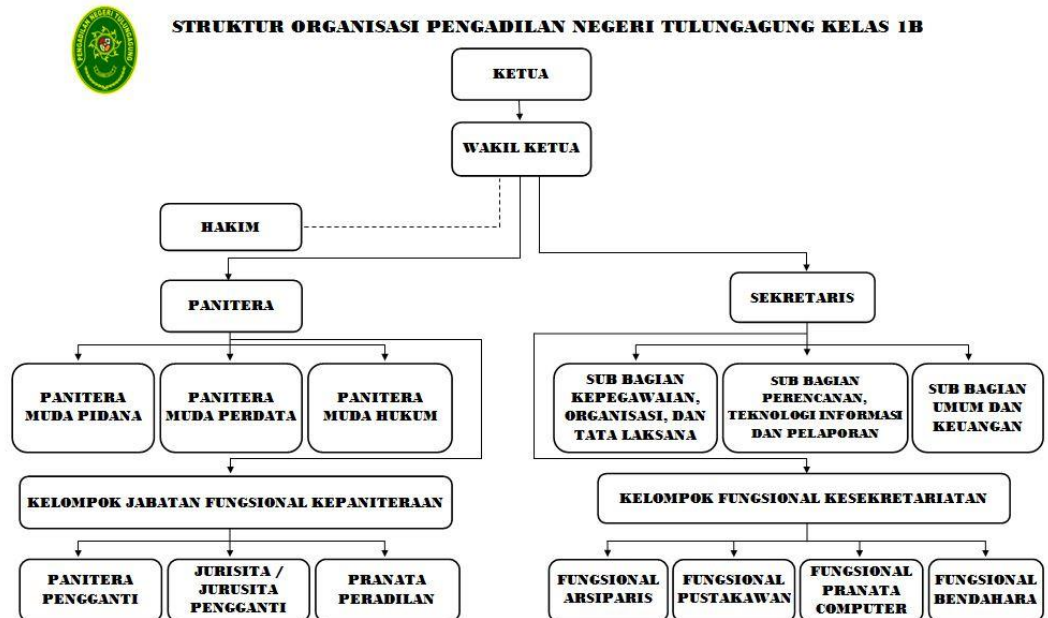 STRUKTUR ORGANISASI PENGADILAN NEGERI TULUNGAGUNG KELAS 1B
PENGADILAN NEGERI TULUNGAGUNG
KETUA
WAKIL KETUA
HAKIM
PANITERA
SEKRETARIS
PANITERA
MUDA PIDANA
PANITERA
MUDA PERDATA
PANITERA
MUDA HUKUM
SUB BAGIAN
KEPEGAWAIAN,
ORGANISASI, DAN
TATA LAKSANA
SUB BAGIAN
PERENCANAN,
TEKNOLOGI INFORMASI
DAN PELAPORAN
SUB BAGIAN
UMUM DAN
KEUANGAN
KELOMPOK JABATAN FUNGSIONAL KEPANITERAAN
KELOMPOK FUNGSIONAL KESEKRETARIATAN
PANITERA
PENGGANTI
JURISITA /
JURUSITA
PENGGANTI
PRANATA
PERADILAN
FUNGSIONAL
ARSIPARIS
FUNGSIONAL
PUSTAKAWAN
FUNGSIONAL
PRANATA
COMPUTER
FUNGSIONAL
BENDAHARA